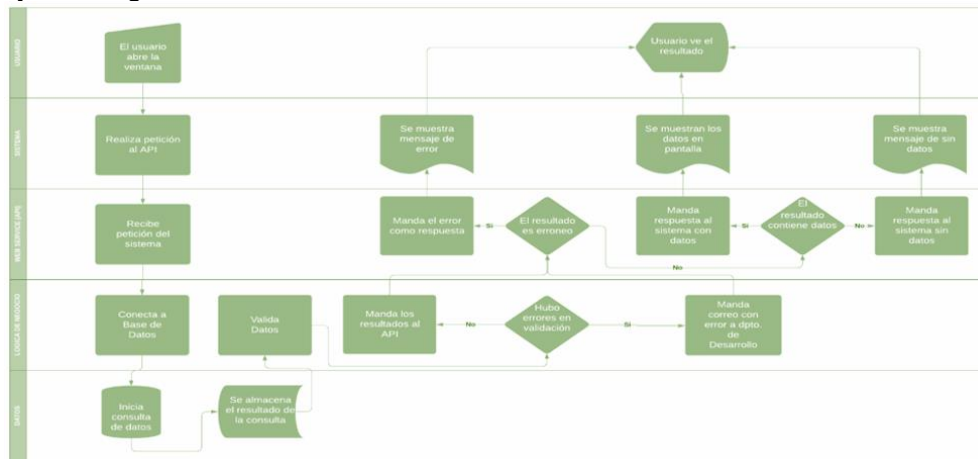 USUARIO
El usuario
abre la
ventana
Usuario ve el
resultado
SISTEMA
Realiza petición
al API
Se muestra
mensaje de
error
Se muestran los
datos en
pantalla
Se muestra
mensaje de sin
datos
WEB SERVICE (API)
Recibe
petición del
sistema
Manda el error
como respuesta
Si
El resultado
es erroneo
No
Manda
respuesta al
sistema con
datos
Si
El
resultado
contiene datos
No
Manda
respuesta al
sistema sin
datos
LOGICA DE NEGOCIO
Conecta a
Base de
Datos
Valida
Datos
Manda los
resultados al
API
No
Hubo
errores en
validación
Si
Manda
correo con
error a dpto.
de
Desarrollo
DATOS
Inicia
consulta
de datos
Se almacena
el resultado de
la consulta